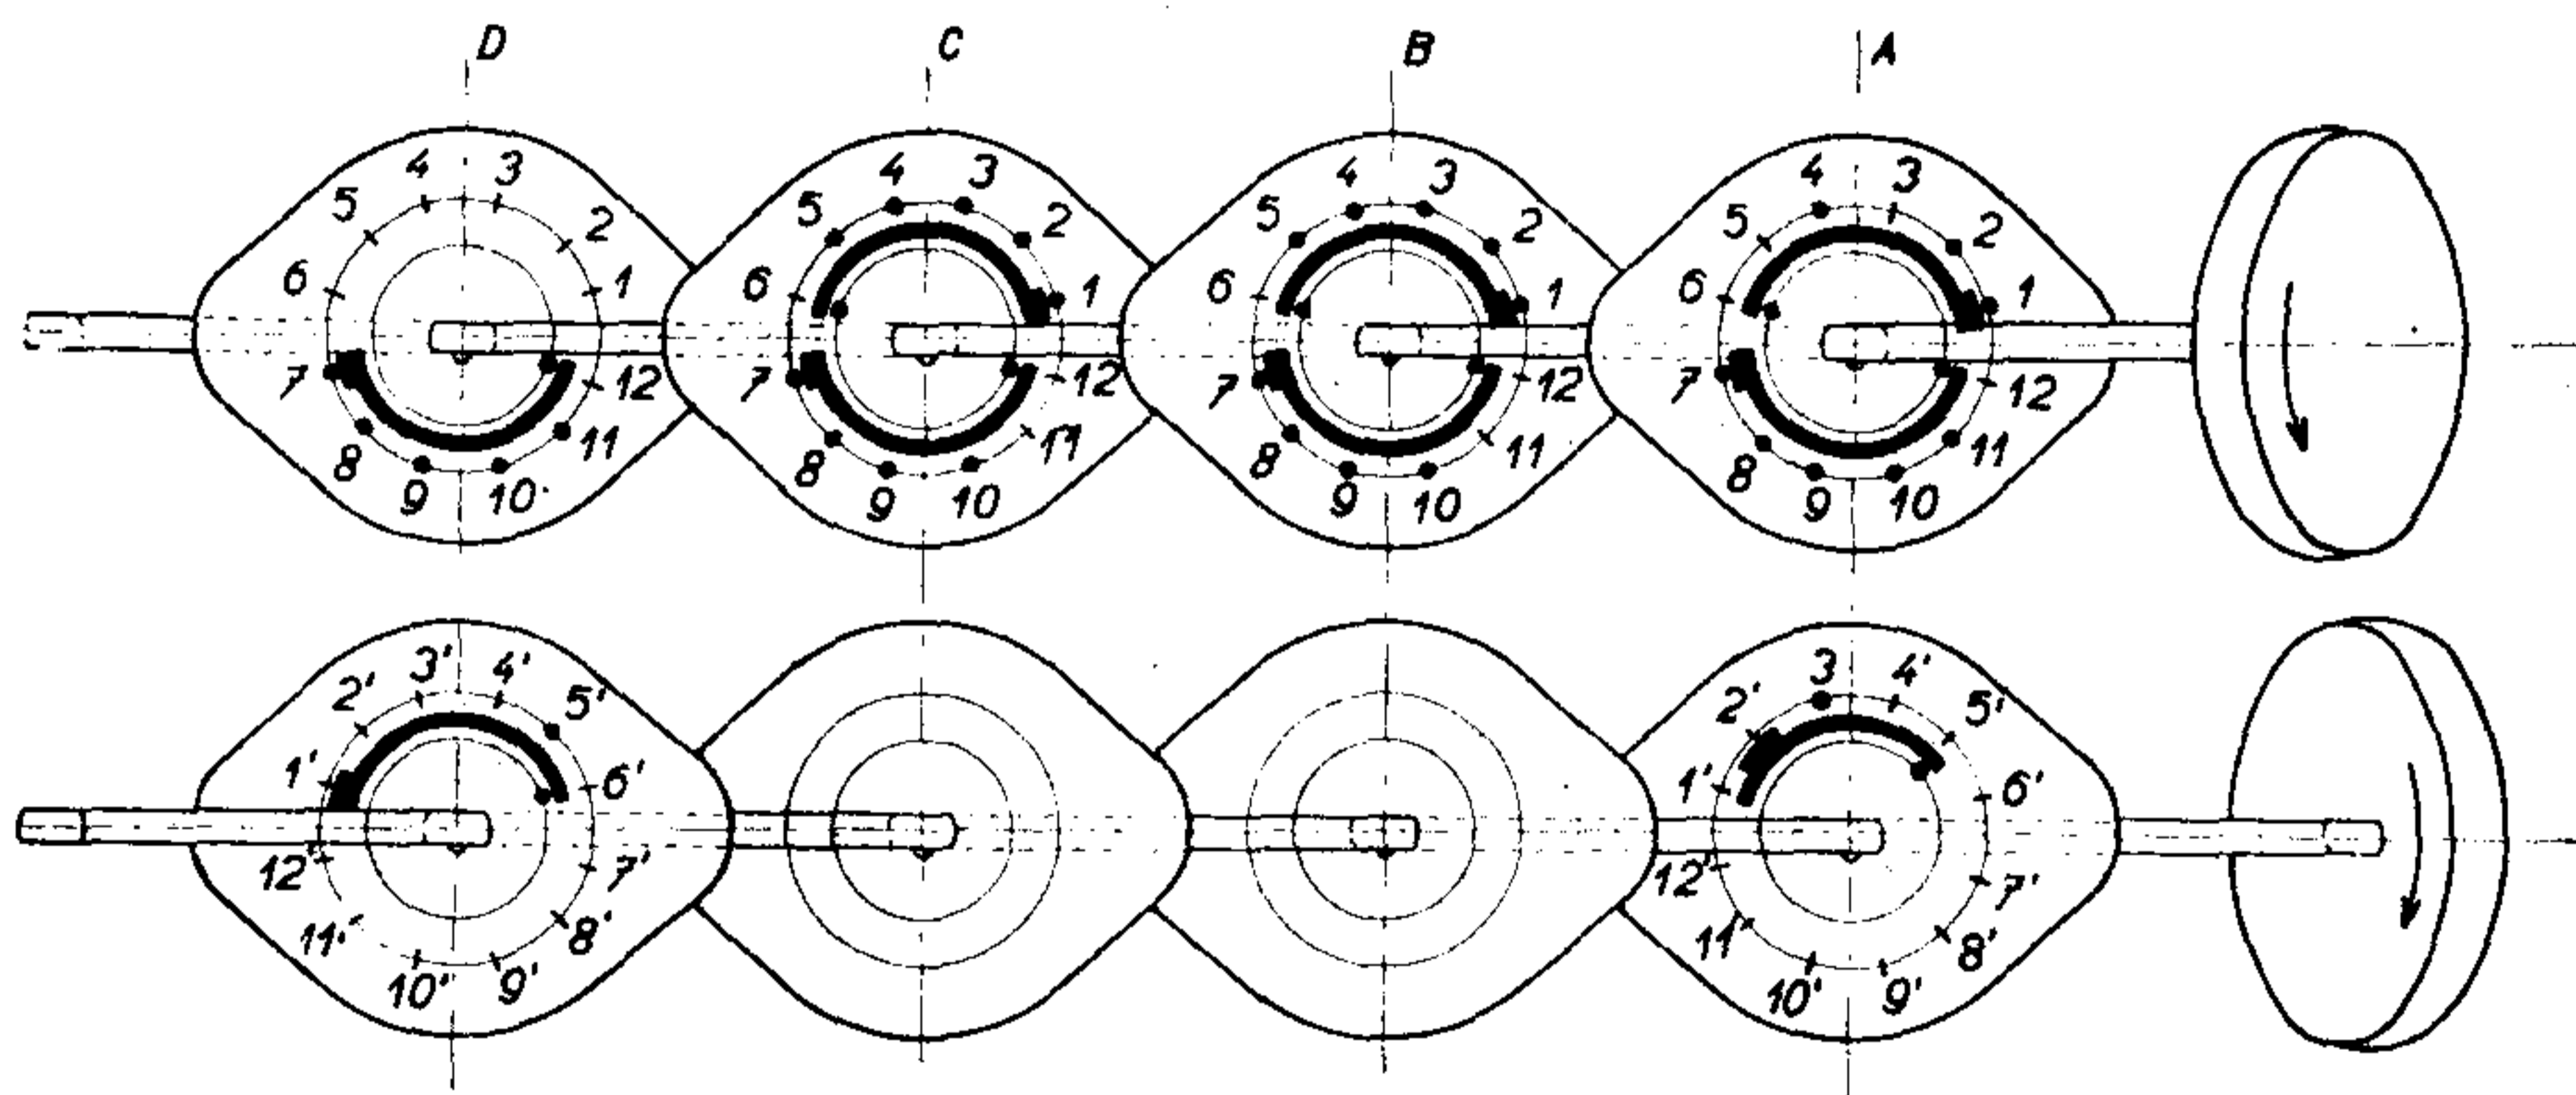 D C B A
4 3 4 3 4 3 4 3
5 2 5 2 5 2 5 2
6 1 6 1 6 1 6 1
7 12 7 12 7 12 7 12
8 11 8 11 8 11 8 11
9 10 9 10 9 10 9 10
3' 4' 3 4'
2' 5' 2' 5'
1' 6' 1' 6'
12' 7' 12' 7'
11' 8' 11' 8'
10' 9' 10' 9'